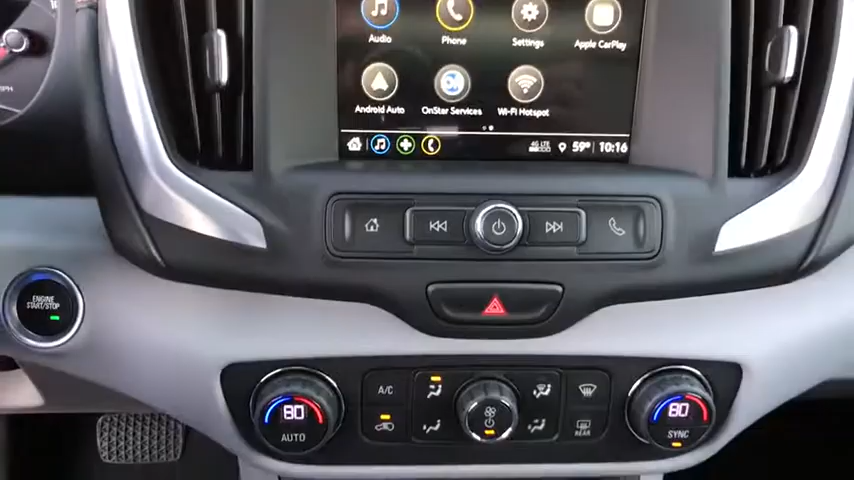 Audio Phone Settings Apple CarPlay
Android Auto OnStar Services Wi-Fi Hotspot
4G LTE 59° 10:16
ENGINE
START/STOP
A/C
80 80
AUTO SYNC
REAR